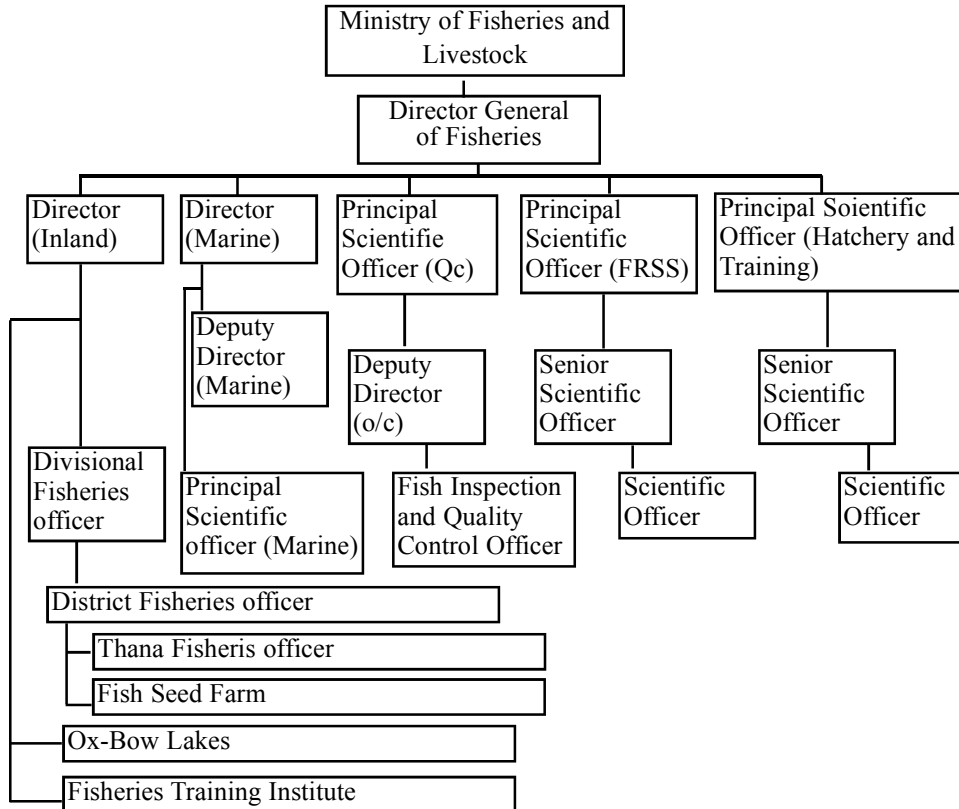 Ministry of Fisheries and
Livestock
Director General
of Fisheries
Director
(Inland)
Director
(Marine)
Principal
Scientifie
Officer (Qc)
Principal
Scientific
Officer (FRSS)
Principal Soientific
Officer (Hatchery and
Training)
Deputy
Director
(Marine)
Deputy
Director
(o/c)
Senior
Scientific
Officer
Senior
Scientific
Officer
Divisional
Fisheries
officer
Principal
Scientific
officer (Marine)
Fish Inspection
and Quality
Control Officer
Scientific
Officer
Scientific
Officer
District Fisheries officer
Thana Fisheris officer
Fish Seed Farm
Ox-Bow Lakes
Fisheries Training Institute